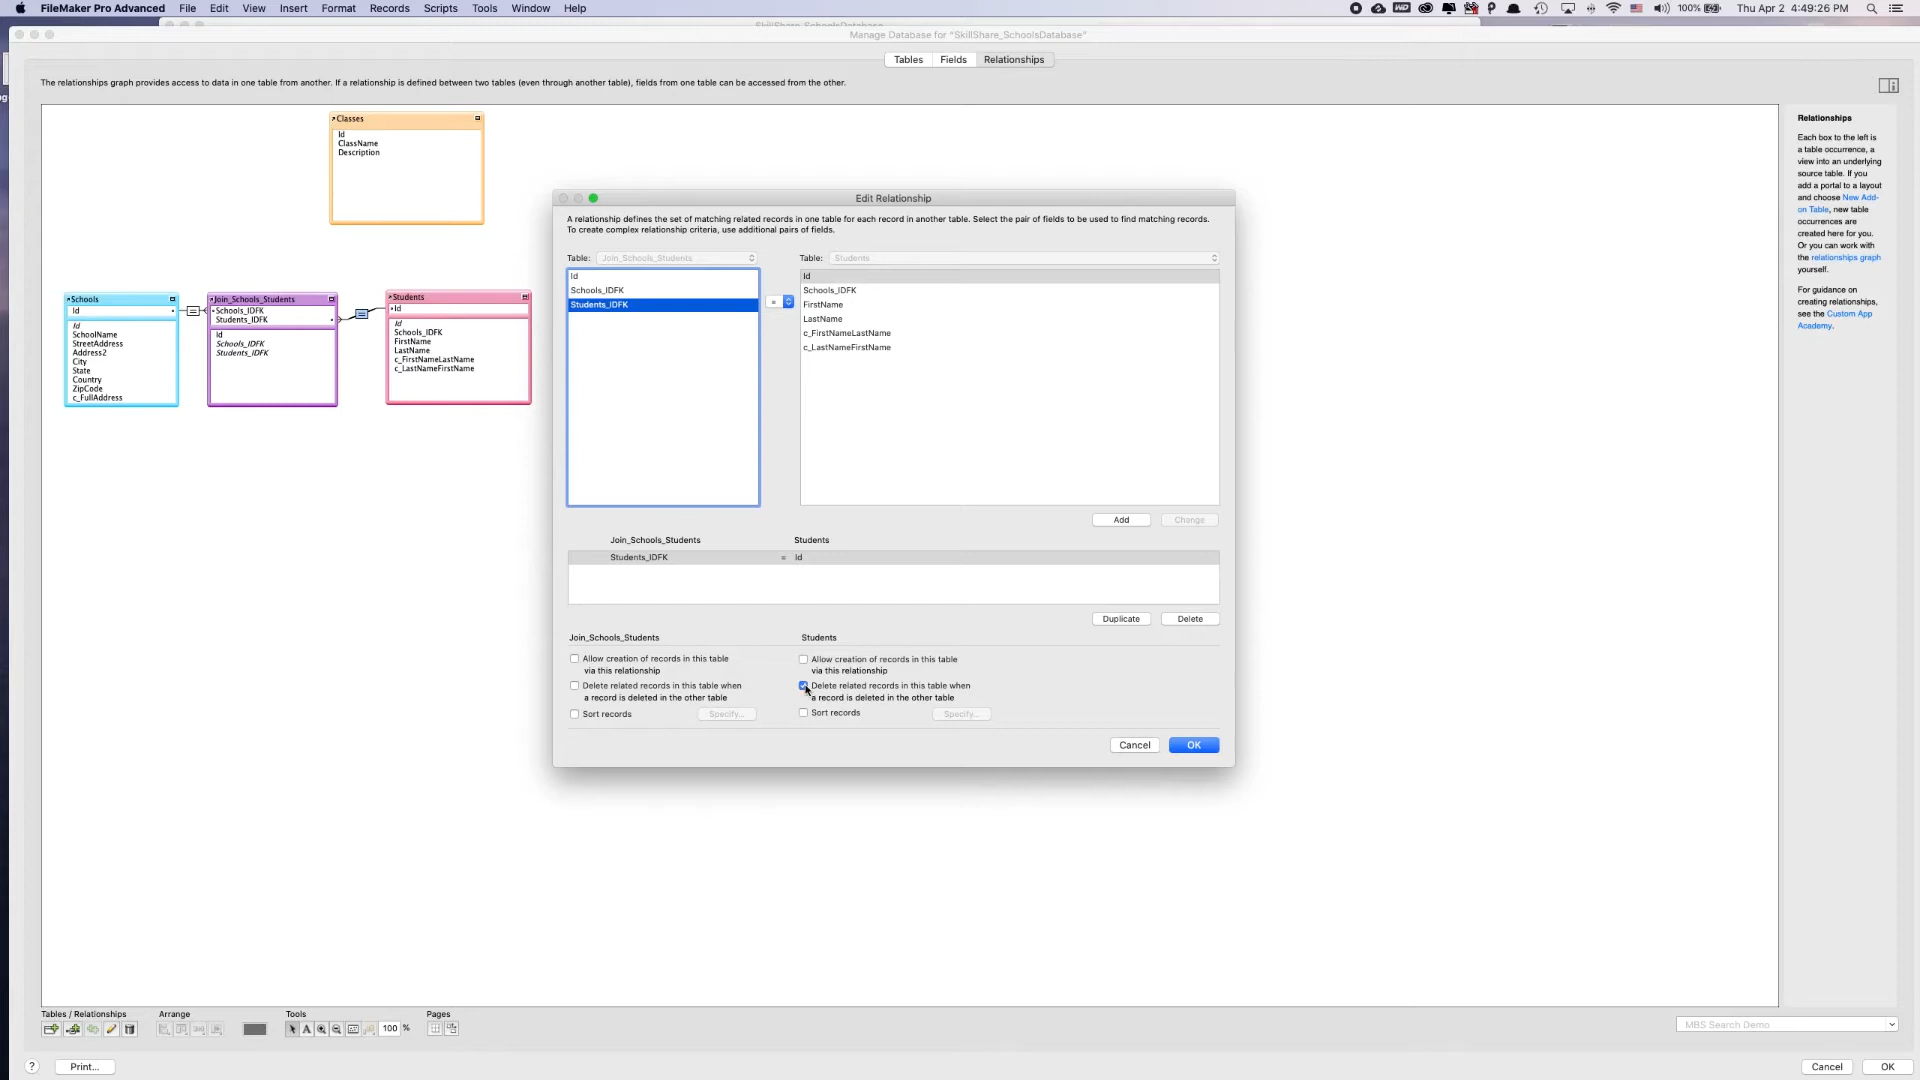 FileMaker Pro Advanced File Edit View Insert Format Records Scripts Tools Window Help
100% Thu Apr 2 4:49:26 PM
SkillShare_SchoolsDatabase
Manage Database for "SkillShare_SchoolsDatabase"
Tables Fields Relationships
The relationships graph provides access to data in one table from another. If a relationship is defined between two tables (even through another table), fields from one table can be accessed from the other.
Classes
Id
ClassName
Description
Schools
Id
Id
SchoolName
StreetAddress
Address2
City
State
Country
ZipCode
c_FullAddress
Join_Schools_Students
Schools_IDFK
Students_IDFK
Id
Schools_IDFK
Students_IDFK
Students
Id
Id
Schools_IDFK
FirstName
LastName
c_FirstNameLastName
c_LastNameFirstName
Edit Relationship
A relationship defines the set of matching related records in one table for each record in another table. Select the pair of fields to be used to find matching records.
To create complex relationship criteria, use additional pairs of fields.
Table: Join_Schools_Students
Id
Schools_IDFK
Students_IDFK
=
Table: Students
Id
Schools_IDFK
FirstName
LastName
c_FirstNameLastName
c_LastNameFirstName
Add Change
Join_Schools_Students Students
Students_IDFK = Id
Duplicate Delete
Join_Schools_Students
Allow creation of records in this table
via this relationship
Delete related records in this table when
a record is deleted in the other table
Sort records Specify...
Students
Allow creation of records in this table
via this relationship
Delete related records in this table when
a record is deleted in the other table
Sort records Specify...
Cancel OK
Relationships
Each box to the left is
a table occurrence, a
view into an underlying
source table. If you
add a portal to a layout
and choose New Add-
on Table, new table
occurrences are
created here for you.
Or you can work with
the relationships graph
yourself.
For guidance on
creating relationships,
see the Custom App
Academy.
Tables / Relationships Arrange Tools Pages
A 100 %
MBS Search Demo
? Print... Cancel OK